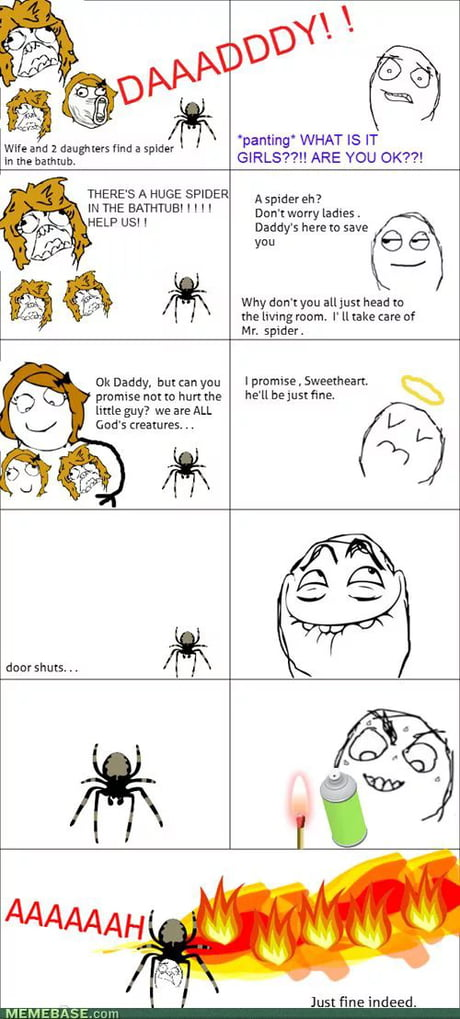 DAAADDDY! !
Wife and 2 daughters find a spider
in the bathtub.
*panting* WHAT IS IT
GIRLS??!! ARE YOU OK??!
THERE'S A HUGE SPIDER
IN THE BATHTUB! ! ! ! !
HELP US! !
A spider eh?
Don't worry ladies .
Daddy's here to save
you
Why don't you all just head to
the living room. I' ll take care of
Mr. spider .
Ok Daddy, but can you
promise not to hurt the
little guy? we are ALL
God's creatures. . .
I promise , Sweetheart.
he'll be just fine.
door shuts. . .
AAAAAAH
Just fine indeed.
MEMEBASE.com